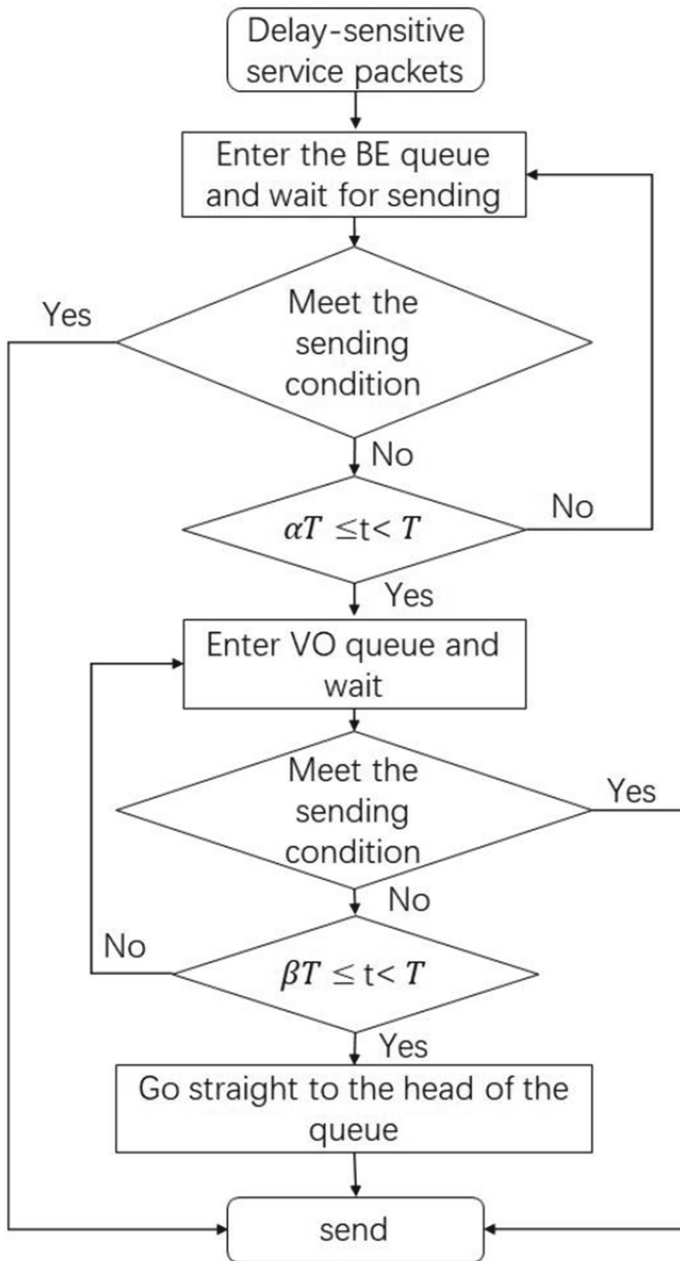 Delay-sensitive
service packets
Enter the BE queue
and wait for sending
Yes
Meet the
sending
condition
No
αT ≤t< T
No
Yes
Enter VO queue and
wait
Meet the
sending
condition
Yes
No
No
βT ≤ t< T
Yes
Go straight to the head of the
queue
send